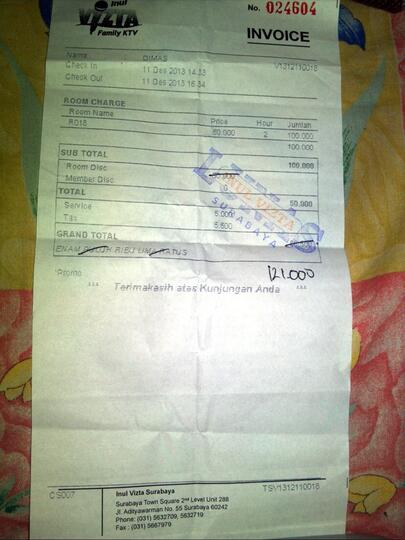 Inul
VIZTA
Family KTV
No. 024604
INVOICE
Name DIMAS V1312110018
Check In 11 Des 2013 14:33
Check Out 11 Des 2013 16:34
ROOM CHARGE
Room Name Price Hour Jumlah
R018 50.000 2 100.000
100.000
SUB TOTAL 100.000
Room Disc
Member Disc 0
TOTAL 50.000
Service 5.000
Tax 5.500
GRAND TOTAL
ENAM PULUH RIBU LIMA RATUS
LUNAS
INUL VIZTA
SURABAYA
121.000
*Promo
*** Terimakasih atas Kunjungan Anda ***
CS007 TSV1312110018
Inul Vizta Surabaya
Surabaya Town Square 2nd Level Unit 288
Jl. Adityawarman No. 55 Surabaya 60242
Phone: (031) 5632709, 5632719
Fax : (031) 5667979